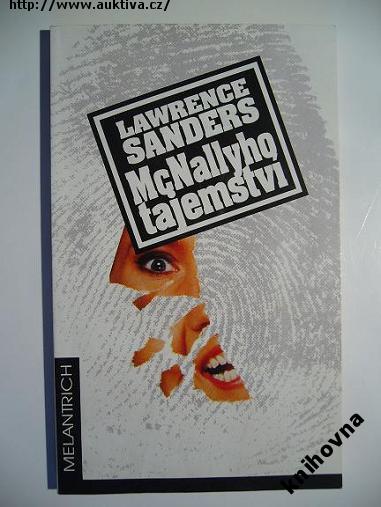 http://www.auktiva.cz/
LAWRENCE
SANDERS
McNallyho
tajemství
MELANTRICH
knihovna